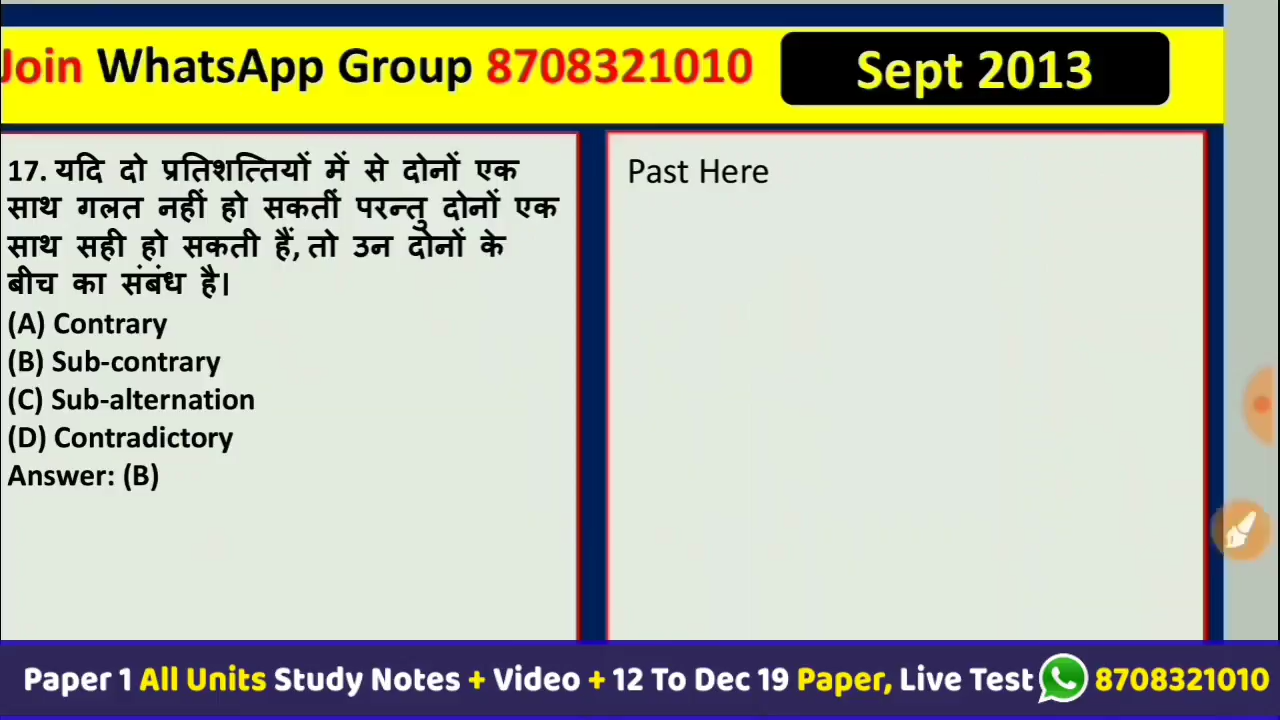 Join WhatsApp Group 8708321010
Sept 2013
17. यदि दो प्रतिशत्तियों में से दोनों एक
साथ गलत नहीं हो सकतीं परन्तु दोनों एक
साथ सही हो सकती हैं, तो उन दोनों के
बीच का संबंध है।
(A) Contrary
(B) Sub-contrary
(C) Sub-alternation
(D) Contradictory
Answer: (B)
Past Here
Paper 1 All Units Study Notes + Video + 12 To Dec 19 Paper, Live Test 8708321010